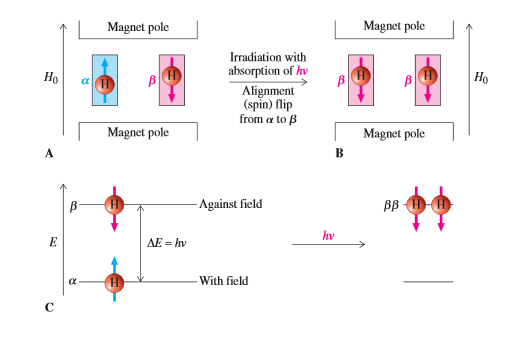 Magnet pole
Magnet pole
H₀
α
H
β
H
Irradiation with
absorption of hν
Alignment
(spin) flip
from α to β
β
H
β
H
H₀
Magnet pole
Magnet pole
A
B
β
H
Against field
E
ΔE = hν
hν
ββ
H
H
α
H
With field
C